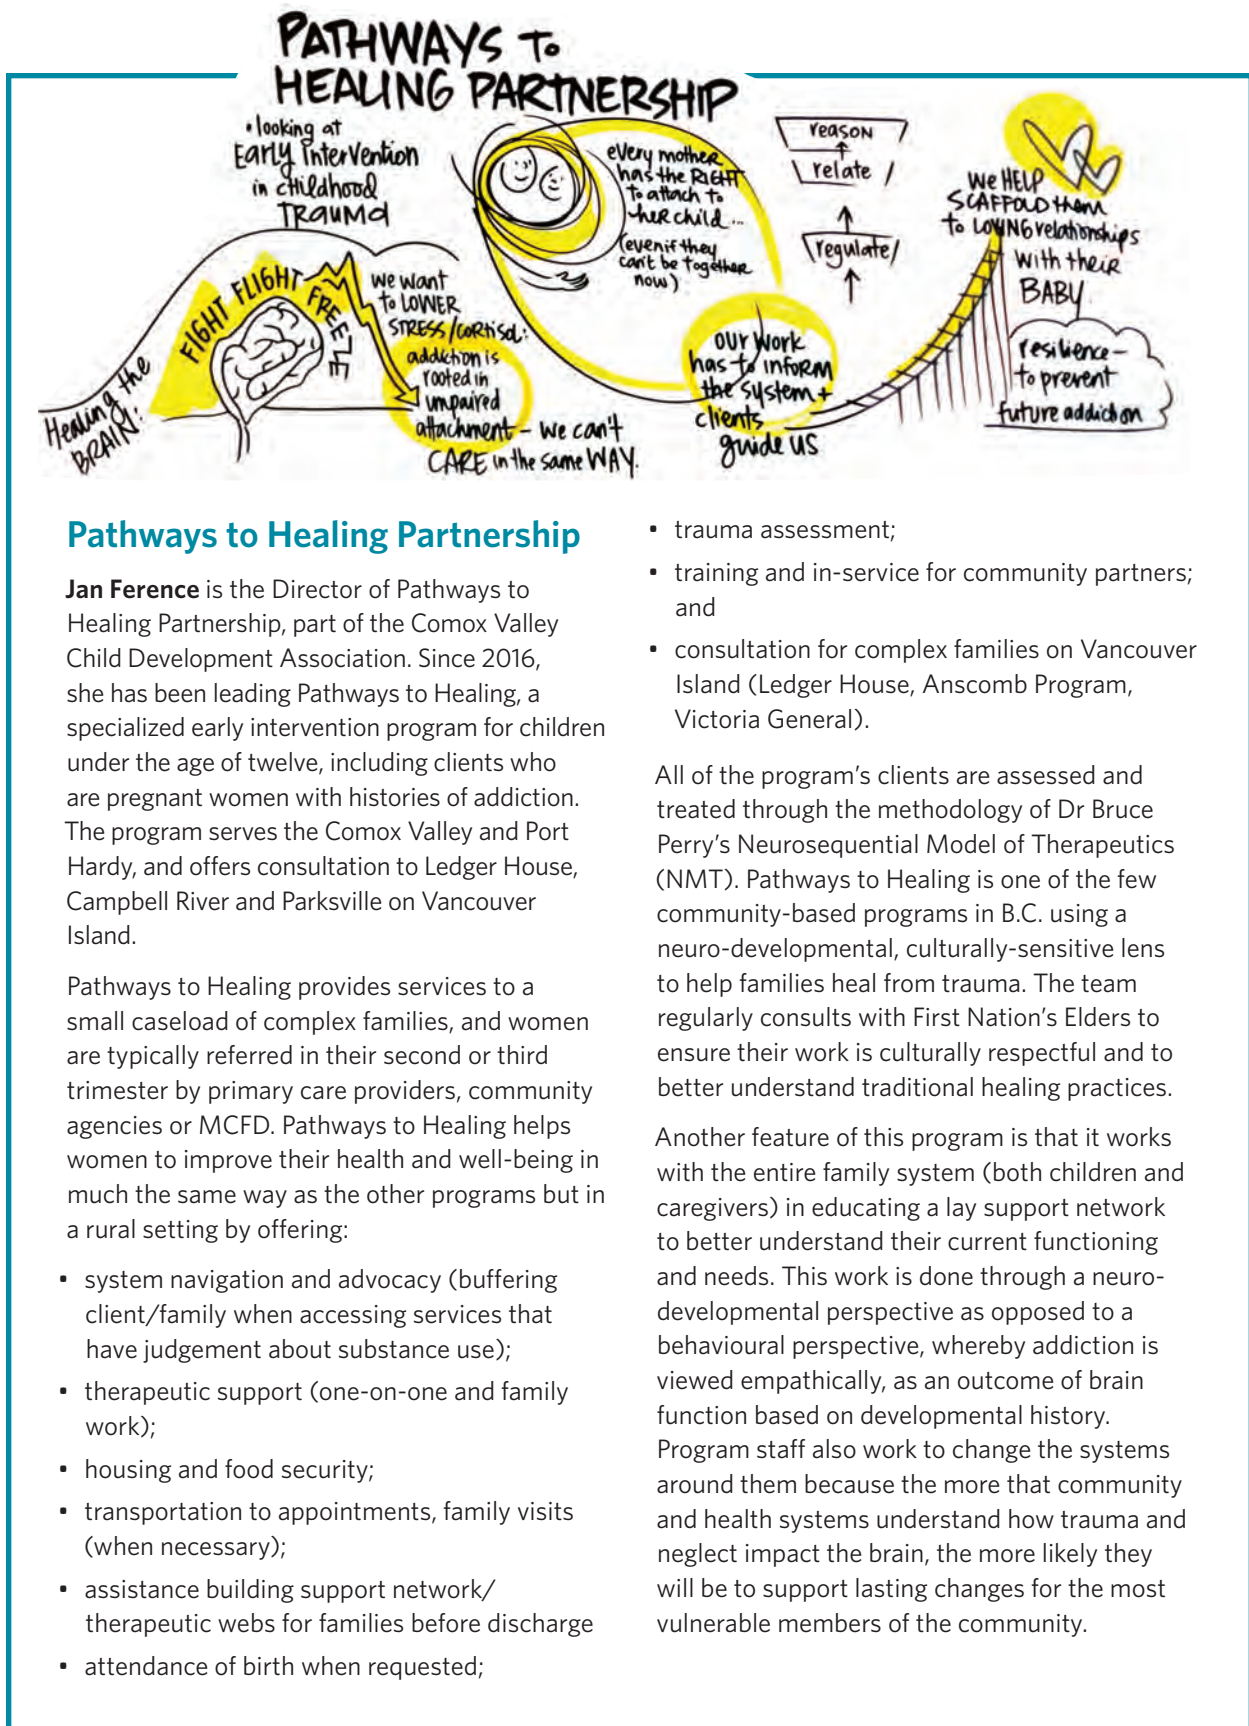 PATHWAYS To
HEALING PARTNERSHIP
• looking at
Early Intervention
in childhood
TRAUMA
Healing the
BRAIN:
FIGHT FLIGHT FREEZE
we want
to LOWER
STRESS/cortisol:
addiction is
rooted in
impaired
attachment – we can't
CARE in the same WAY.
every mother
has the RIGHT
to attach to
her child ...
(even if they
can't be together
now)
reason
relate
regulate
our work
has to inform
the system +
clients
guide us
we HELP
SCAFFOLD them
to LOVING relationships
with their
BABY.
resilience –
to prevent
future addiction
Pathways to Healing Partnership
Jan Ference is the Director of Pathways to
Healing Partnership, part of the Comox Valley
Child Development Association. Since 2016,
she has been leading Pathways to Healing, a
specialized early intervention program for children
under the age of twelve, including clients who
are pregnant women with histories of addiction.
The program serves the Comox Valley and Port
Hardy, and offers consultation to Ledger House,
Campbell River and Parksville on Vancouver
Island.
Pathways to Healing provides services to a
small caseload of complex families, and women
are typically referred in their second or third
trimester by primary care providers, community
agencies or MCFD. Pathways to Healing helps
women to improve their health and well-being in
much the same way as the other programs but in
a rural setting by offering:
• system navigation and advocacy (buffering
client/family when accessing services that
have judgement about substance use);
• therapeutic support (one-on-one and family
work);
• housing and food security;
• transportation to appointments, family visits
(when necessary);
• assistance building support network/
therapeutic webs for families before discharge
• attendance of birth when requested;
• trauma assessment;
• training and in-service for community partners;
and
• consultation for complex families on Vancouver
Island (Ledger House, Anscomb Program,
Victoria General).
All of the program's clients are assessed and
treated through the methodology of Dr Bruce
Perry's Neurosequential Model of Therapeutics
(NMT). Pathways to Healing is one of the few
community-based programs in B.C. using a
neuro-developmental, culturally-sensitive lens
to help families heal from trauma. The team
regularly consults with First Nation's Elders to
ensure their work is culturally respectful and to
better understand traditional healing practices.
Another feature of this program is that it works
with the entire family system (both children and
caregivers) in educating a lay support network
to better understand their current functioning
and needs. This work is done through a neuro-
developmental perspective as opposed to a
behavioural perspective, whereby addiction is
viewed empathically, as an outcome of brain
function based on developmental history.
Program staff also work to change the systems
around them because the more that community
and health systems understand how trauma and
neglect impact the brain, the more likely they
will be to support lasting changes for the most
vulnerable members of the community.